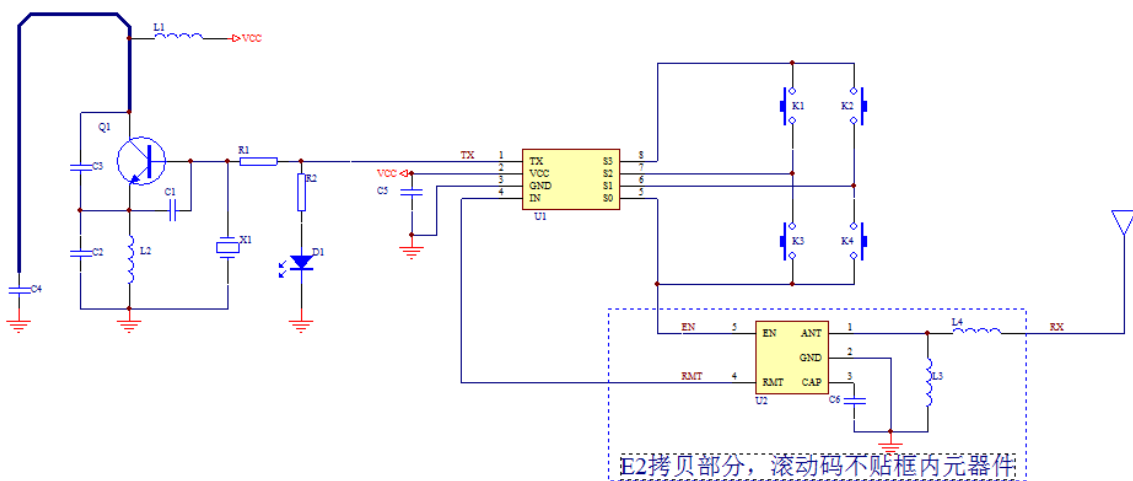 L1
VCC
Q1
C3
C1
C2
L2
C4
X1
R1
R2
D1
TX
VCC
C5
1 TX S3 8
2 VCC S2 7
3 GND S1 6
4 IN S0 5
U1
K1
K2
K3
K4
EN 5 EN ANT 1
GND 2
RMT 4 RMT CAP 3
U2
C6
L3
L4
RX
E2拷贝部分，滚动码不贴框内元器件